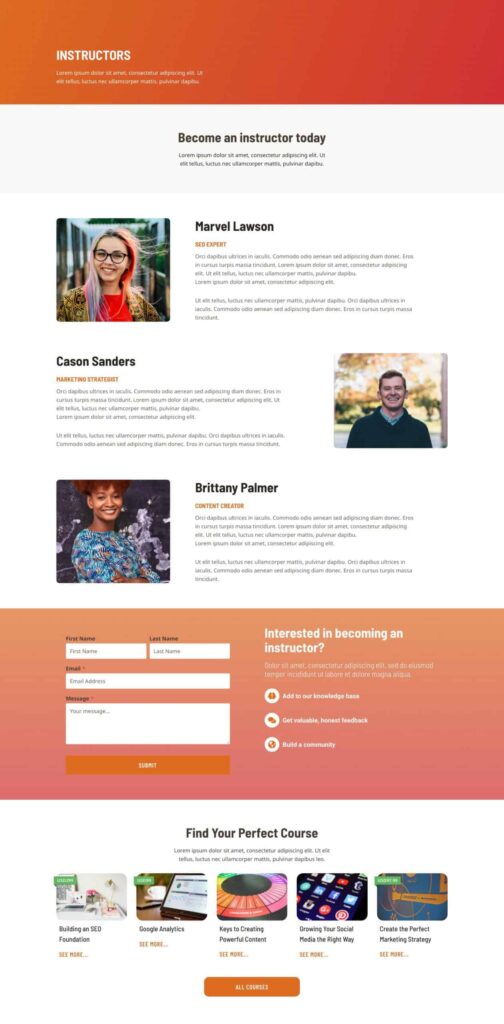 INSTRUCTORS
Lorem ipsum dolor sit amet, consectetur adipiscing elit. Ut
elit tellus, luctus nec ullamcorper mattis, pulvinar dapibu.
Become an instructor today
Lorem ipsum dolor sit amet, consectetur adipiscing elit. Ut
elit tellus, luctus nec ullamcorper mattis, pulvinar dapibu.
Marvel Lawson
SEO EXPERT
Orci dapibus ultrices in iaculis. Commodo odio aenean sed adipiscing diam donec. Eros
in cursus turpis massa tincidunt. Lorem ipsum dolor sit amet, consectetur adipiscing
elit. Ut elit tellus, luctus nec ullamcorper mattis, pulvinar dapibu.
Lorem ipsum dolor sit amet, consectetur adipiscing elit.
Ut elit tellus, luctus nec ullamcorper mattis, pulvinar dapibu. Orci dapibus ultrices in
iaculis. Commodo odio aenean sed adipiscing diam donec. Eros in cursus turpis massa
tincidunt.
Cason Sanders
MARKETING STRATEGIST
Orci dapibus ultrices in iaculis. Commodo odio aenean sed adipiscing diam donec. Eros in
cursus turpis massa tincidunt. Lorem ipsum dolor sit amet, consectetur adipiscing elit. Ut
elit tellus, luctus nec ullamcorper mattis, pulvinar dapibu.
Lorem ipsum dolor sit amet, consectetur adipiscing elit.
Ut elit tellus, luctus nec ullamcorper mattis, pulvinar dapibu. Orci dapibus ultrices in iaculis.
Commodo odio aenean sed adipiscing diam donec. Eros in cursus turpis massa tincidunt.
Brittany Palmer
CONTENT CREATOR
Orci dapibus ultrices in iaculis. Commodo odio aenean sed adipiscing diam donec. Eros
in cursus turpis massa tincidunt. Lorem ipsum dolor sit amet, consectetur adipiscing
elit. Ut elit tellus, luctus nec ullamcorper mattis, pulvinar dapibu.
Lorem ipsum dolor sit amet, consectetur adipiscing elit.
Ut elit tellus, luctus nec ullamcorper mattis, pulvinar dapibu. Orci dapibus ultrices in
iaculis. Commodo odio aenean sed adipiscing diam donec. Eros in cursus turpis massa
tincidunt.
First Name
Last Name
First Name
Last Name
Email *
Email Address
Message *
Your message...
SUBMIT
Interested in becoming an
instructor?
Dolor sit amet, consectetur adipiscing elit, sed do eiusmod
tempor incididunt ut labore et dolore magna aliqua.
Add to our knowledge base
Get valuable, honest feedback
Build a community
Find Your Perfect Course
Lorem ipsum dolor sit amet, consectetur adipiscing elit. Ut
elit tellus, luctus nec ullamcorper mattis, pulvinar dapibus leo.
Building an SEO
Foundation
SEE MORE...
Google Analytics
SEE MORE...
Keys to Creating
Powerful Content
SEE MORE...
Growing Your Social
Media the Right Way
SEE MORE...
Create the Perfect
Marketing Strategy
SEE MORE...
ALL COURSES